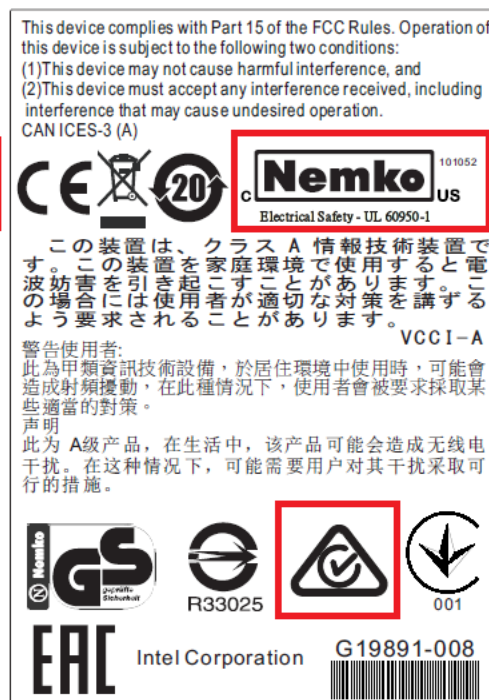 This device complies with Part 15 of the FCC Rules. Operation of
this device is subject to the following two conditions:
(1)This device may not cause harmful interference, and
(2)This device must accept any interference received, including
interference that may cause undesired operation.
CAN ICES-3 (A)
CE
20
c Nemko US
101052
Electrical Safety - UL 60950-1
この装置は、クラス A 情報技術装置で
す。この装置を家庭環境で使用すると電
波妨害を引き起こすことがあります。こ
の場合には使用者が適切な対策を講ずる
よう要求されることがあります。
VCCI-A
警告使用者:
此為甲類資訊技術設備，於居住環境中使用時，可能會
造成射頻擾動，在此種情況下，使用者會被要求採取某
些適當的對策。
声明
此为 A级产品，在生活中，该产品可能会造成无线电
干扰。在这种情况下，可能需要用户对其干扰采取可
行的措施。
N Nemko
GS
geprüfte
Sicherheit
R33025
001
EAC
Intel Corporation
G19891-008